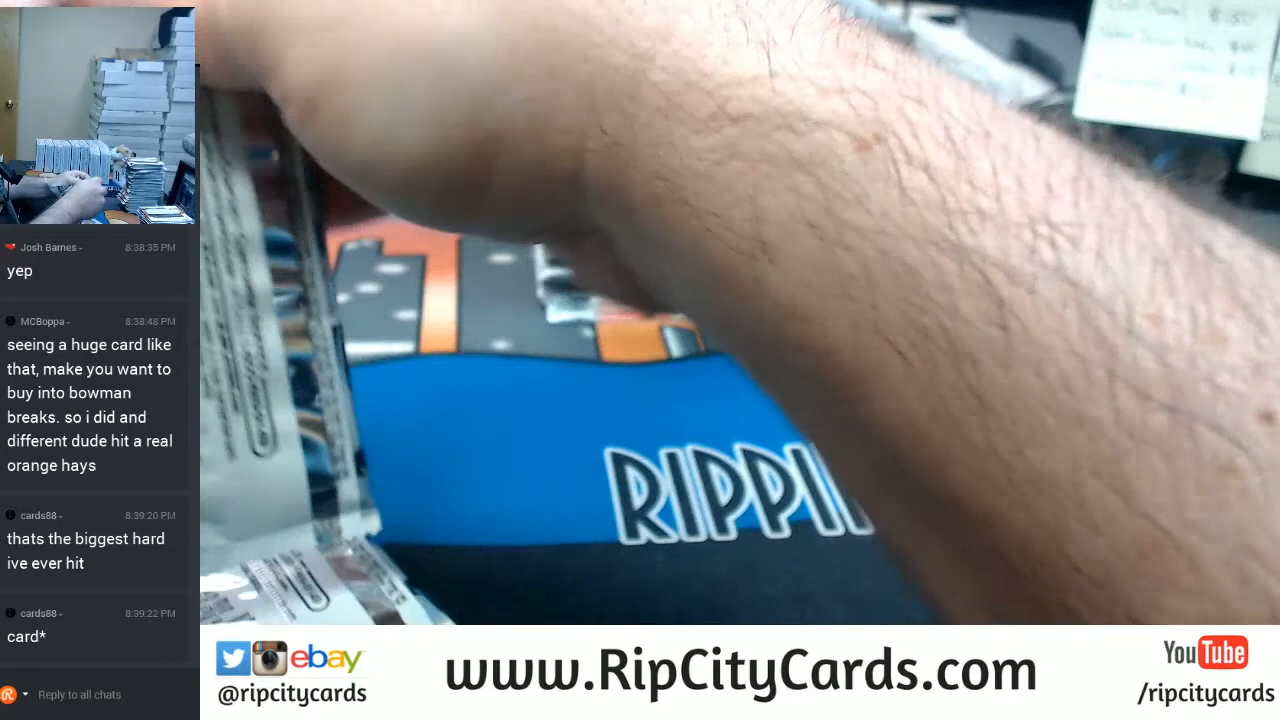 Josh Barnes
8:38:35 PM
yep
MCBoppa
8:38:48 PM
seeing a huge card like
that, make you want to
buy into bowman
breaks. so i did and
different dude hit a real
orange hays
cards88
8:39:20 PM
thats the biggest hard
ive ever hit
cards88
8:39:22 PM
card*
Reply to all chats
RIPPI
ebay
@ripcitycards
www.RipCityCards.com
YouTube
/ripcitycards